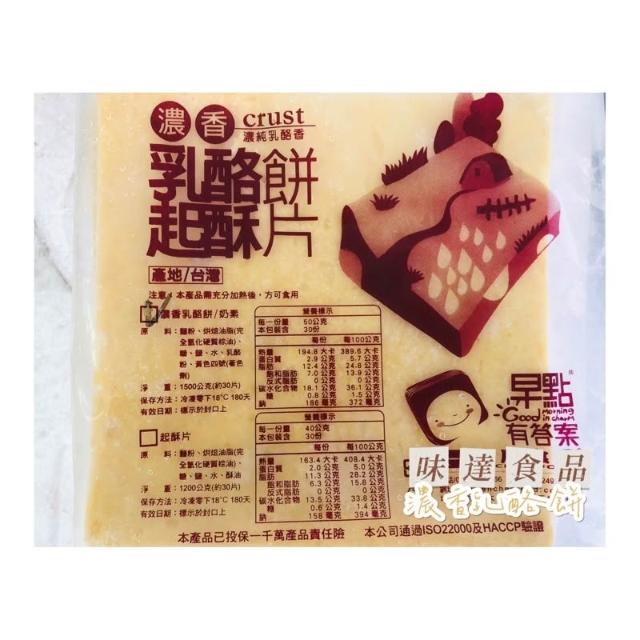 濃香 crust
濃純乳酪香
乳酪餅
起酥片
產地/台灣
注意：本產品需充分加熱後，方可食用
濃香乳酪餅/奶素
原　料：麵粉、烘焙油脂(完
全氫化硬質棕油)、
糖、鹽、水、乳酪
粉、黃色四號(著色
劑)
淨　重：1500公克(約30片)
保存方法：冷凍零下18°C 180天
有效日期：標示於封口上
營養標示
每一份量 50公克
本包裝含 30份
每份 每100公克
熱量 194.8 大卡 389.6 大卡
蛋白質 2.9 公克 5.7 公克
脂肪 12.4 公克 24.8 公克
飽和脂肪 7.0 公克 13.9 公克
反式脂肪 0 公克 0 公克
碳水化合物 18.1 公克 36.1 公克
糖 0.8 公克 1.5 公克
鈉 186 毫克 372 毫克
起酥片
原　料：麵粉、烘焙油脂(完
全氫化硬質棕油)、
糖、鹽、水、酥油
淨　重：1200公克(約30片)
保存方法：冷凍零下18°C 180天
有效日期：標示於封口上
營養標示
每一份量 40公克
本包裝含 30份
每份 每100公克
熱量 163.4 大卡 408.4 大卡
蛋白質 2.0 公克 5.0 公克
脂肪 11.3 公克 28.2 公克
飽和脂肪 6.3 公克 15.8 公克
反式脂肪 0 公克 0 公克
碳水化合物 13.5 公克 33.8 公克
糖 0.6 公克 1.4 公克
鈉 158 毫克 394 毫克
早點
Good Morning in charm
有答案
味達食品
濃香乳酪餅
本產品已投保一千萬產品責任險　本公司通過ISO22000及HACCP驗證